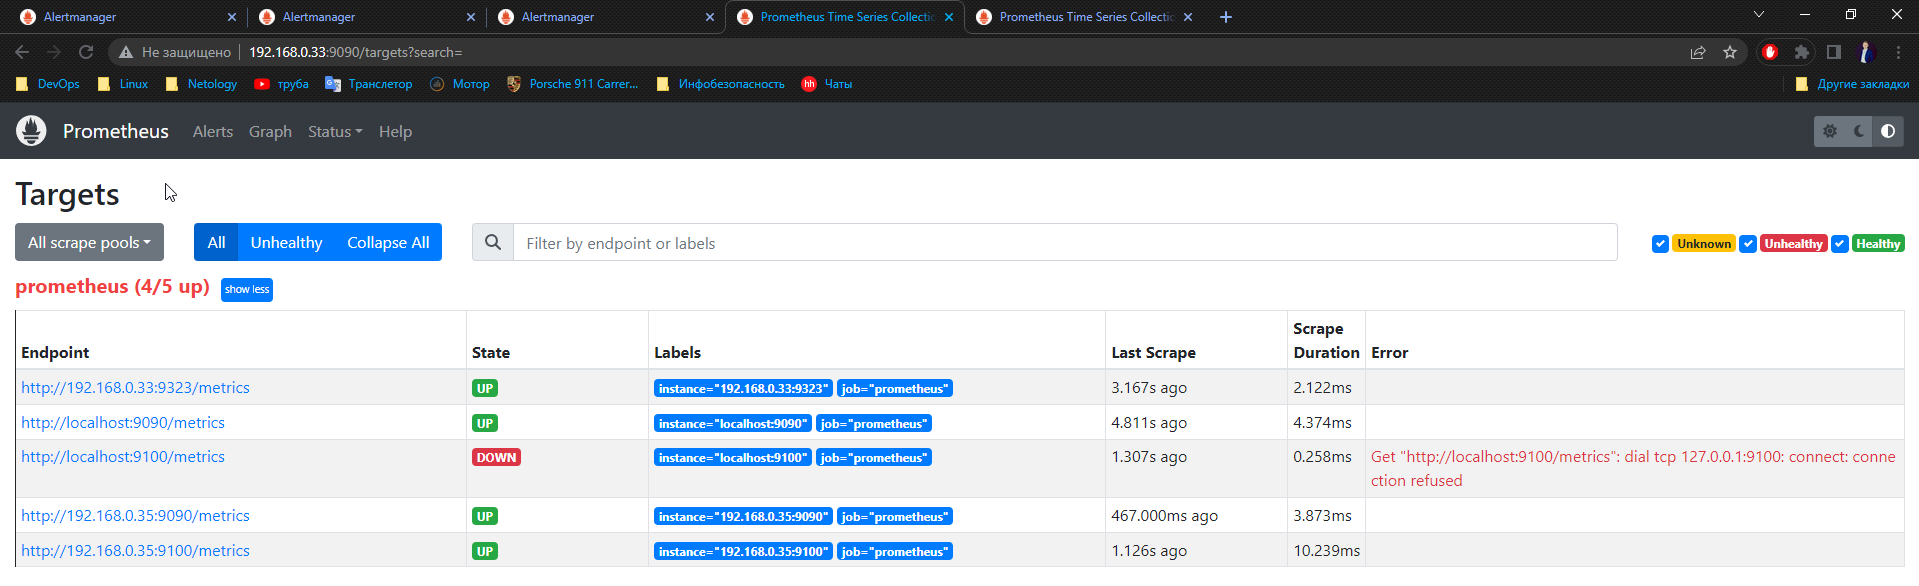 Alertmanager
Alertmanager
Alertmanager
Prometheus Time Series Collectic
Prometheus Time Series Collectic
Не защищено 192.168.0.33:9090/targets?search=
DevOps Linux Netology труба Транслетор Мотор Porsche 911 Carrer... Инфобезопасность hh Чаты Другие закладки
Prometheus Alerts Graph Status Help
Targets
All scrape pools All Unhealthy Collapse All Filter by endpoint or labels Unknown Unhealthy Healthy
prometheus (4/5 up) show less
Endpoint State Labels Last Scrape Scrape Duration Error
http://192.168.0.33:9323/metrics UP instance="192.168.0.33:9323" job="prometheus" 3.167s ago 2.122ms
http://localhost:9090/metrics UP instance="localhost:9090" job="prometheus" 4.811s ago 4.374ms
http://localhost:9100/metrics DOWN instance="localhost:9100" job="prometheus" 1.307s ago 0.258ms Get "http://localhost:9100/metrics": dial tcp 127.0.0.1:9100: connect: conne
ction refused
http://192.168.0.35:9090/metrics UP instance="192.168.0.35:9090" job="prometheus" 467.000ms ago 3.873ms
http://192.168.0.35:9100/metrics UP instance="192.168.0.35:9100" job="prometheus" 1.126s ago 10.239ms